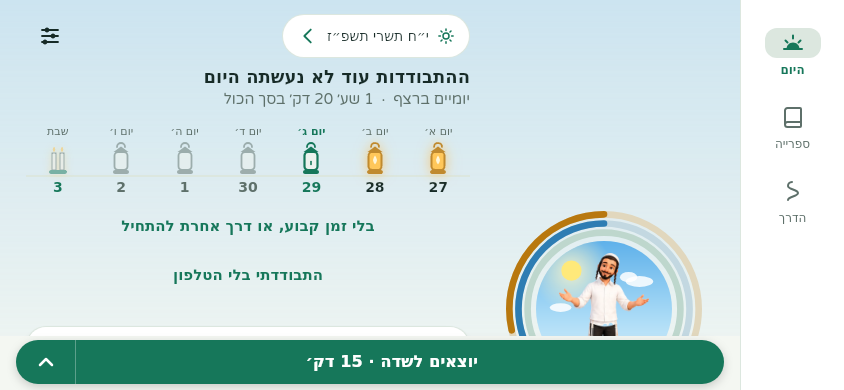 היום
ספרייה
הדרך
י״ח תשרי תשפ״ז
ההתבודדות עוד לא נעשתה היום
יומיים ברצף · 1 שע׳ 20 דק׳ בסך הכול
יום א׳ יום ב׳ יום ג׳ יום ד׳ יום ה׳ יום ו׳ שבת
27 28 29 30 1 2 3
בלי זמן קבוע, או דרך אחרת להתחיל
התבודדתי בלי הטלפון
יוצאים לשדה · 15 דק׳